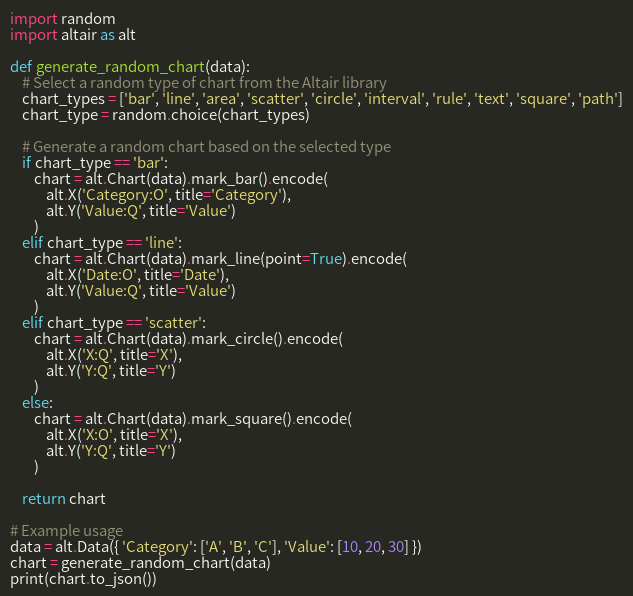 import random
import altair as alt

def generate_random_chart(data):
    # Select a random type of chart from the Altair library
    chart_types = ['bar', 'line', 'area', 'scatter', 'circle', 'interval', 'rule', 'text', 'square', 'path']
    chart_type = random.choice(chart_types)

    # Generate a random chart based on the selected type
    if chart_type == 'bar':
        chart = alt.Chart(data).mark_bar().encode(
            alt.X('Category:O', title='Category'),
            alt.Y('Value:Q', title='Value')
        )
    elif chart_type == 'line':
        chart = alt.Chart(data).mark_line(point=True).encode(
            alt.X('Date:O', title='Date'),
            alt.Y('Value:Q', title='Value')
        )
    elif chart_type == 'scatter':
        chart = alt.Chart(data).mark_circle().encode(
            alt.X('X:Q', title='X'),
            alt.Y('Y:Q', title='Y')
        )
    else:
        chart = alt.Chart(data).mark_square().encode(
            alt.X('X:O', title='X'),
            alt.Y('Y:Q', title='Y')
        )

    return chart

# Example usage
data = alt.Data({ 'Category': ['A', 'B', 'C'], 'Value': [10, 20, 30] })
chart = generate_random_chart(data)
print(chart.to_json())